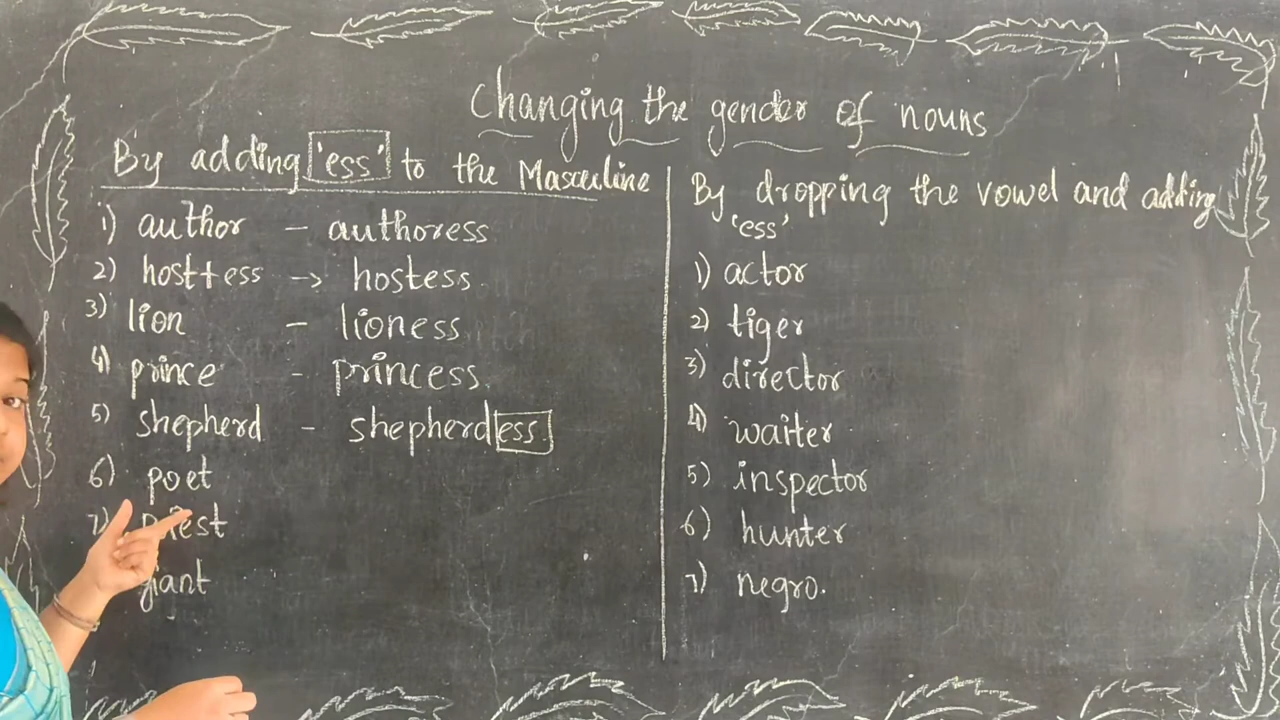 Changing the gender of nouns
By adding 'ess' to the Masculine
1) author - authoress
2) host+ess → hostess
3) lion - lioness
4) prince - princess
5) shepherd - shepherdess
6) poet
7) priest
giant
By dropping the vowel and adding
'ess'
1) actor
2) tiger
3) director
4) waiter
5) inspector
6) hunter
7) negro.